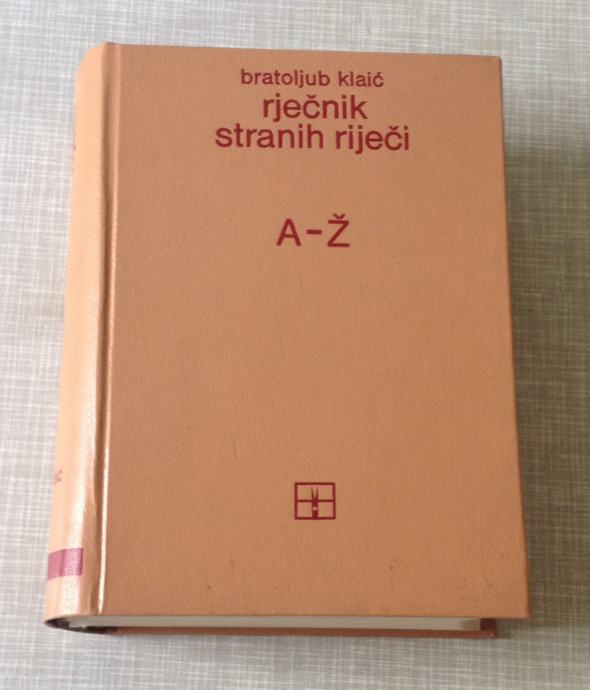 bratoljub klaić
rječnik
stranih riječi
A-Ž